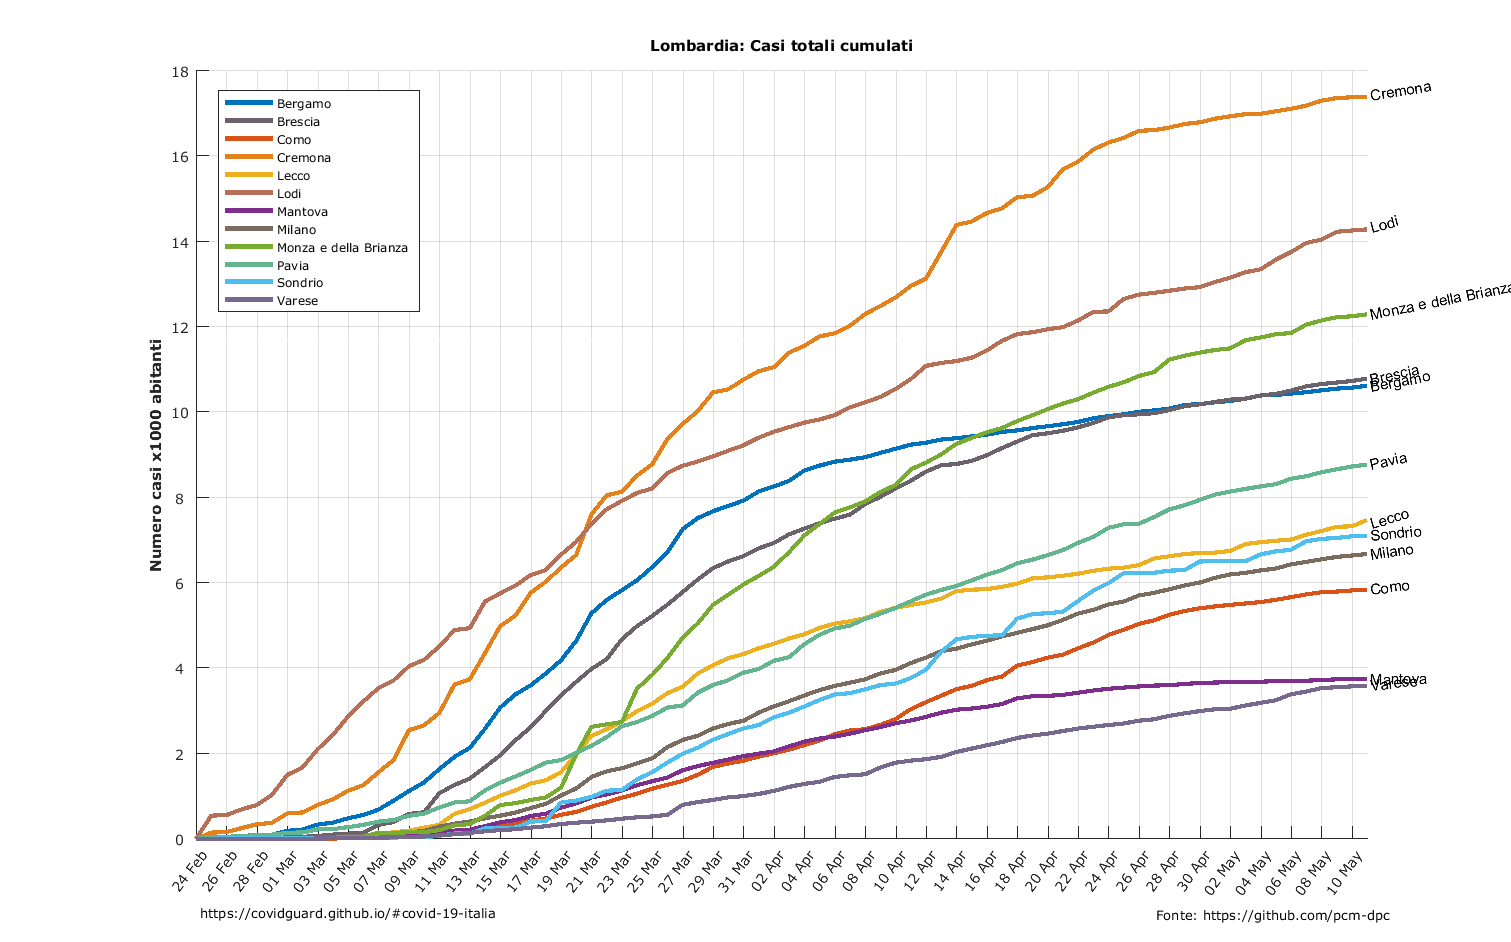 Lombardia: Casi totali cumulati
Numero casi x1000 abitanti
18
16
14
12
10
8
6
4
2
0
Bergamo
Brescia
Como
Cremona
Lecco
Lodi
Mantova
Milano
Monza e della Brianza
Pavia
Sondrio
Varese
Cremona
Lodi
Monza e della Brianza
Brescia
Bergamo
Pavia
Lecco
Sondrio
Milano
Como
Mantova
Varese
24 Feb
26 Feb
28 Feb
01 Mar
03 Mar
05 Mar
07 Mar
09 Mar
11 Mar
13 Mar
15 Mar
17 Mar
19 Mar
21 Mar
23 Mar
25 Mar
27 Mar
29 Mar
31 Mar
02 Apr
04 Apr
06 Apr
08 Apr
10 Apr
12 Apr
14 Apr
16 Apr
18 Apr
20 Apr
22 Apr
24 Apr
26 Apr
28 Apr
30 Apr
02 May
04 May
06 May
08 May
10 May
https://covidguard.github.io/#covid-19-italia
Fonte: https://github.com/pcm-dpc